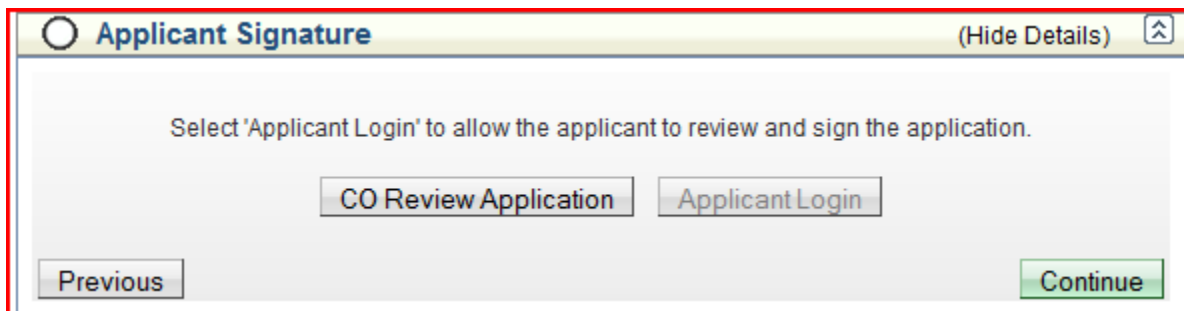 Applicant Signature (Hide Details)
Select 'Applicant Login' to allow the applicant to review and sign the application.
CO Review Application Applicant Login
Previous Continue